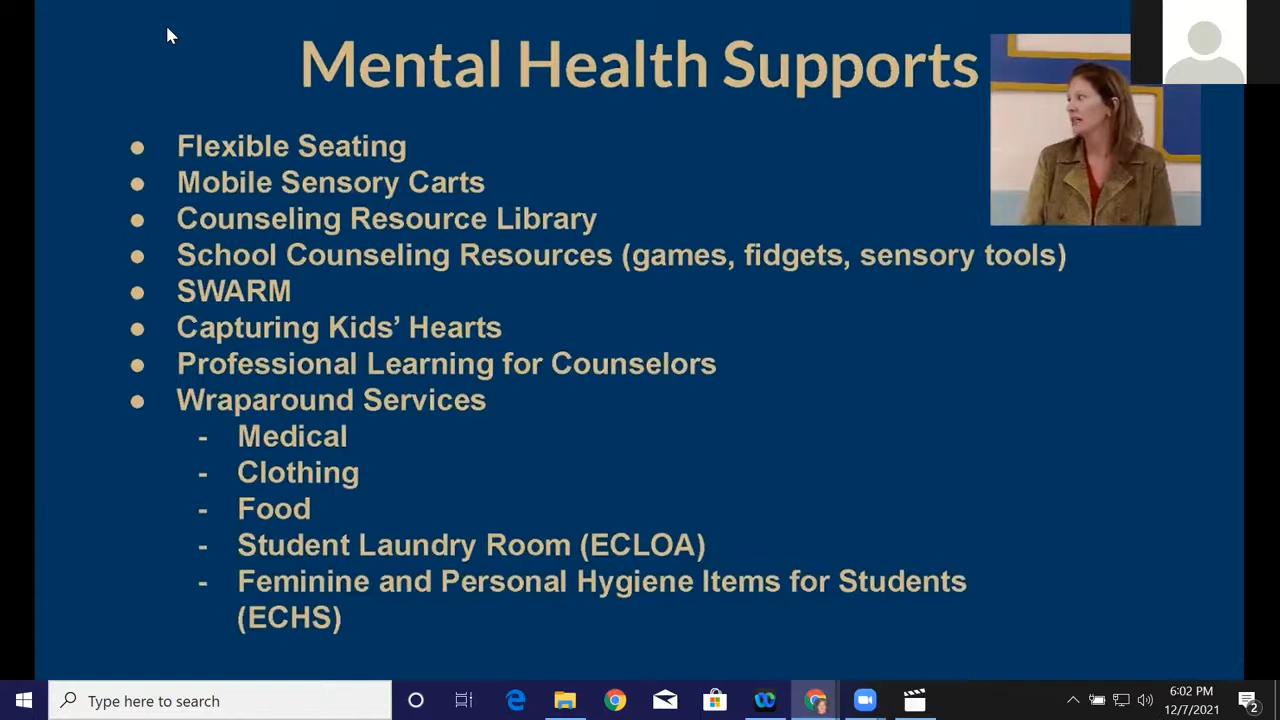 Mental Health Supports
● Flexible Seating
● Mobile Sensory Carts
● Counseling Resource Library
● School Counseling Resources (games, fidgets, sensory tools)
● SWARM
● Capturing Kids’ Hearts
● Professional Learning for Counselors
● Wraparound Services
- Medical
- Clothing
- Food
- Student Laundry Room (ECLOA)
- Feminine and Personal Hygiene Items for Students
(ECHS)
Type here to search
6:02 PM
12/7/2021
2